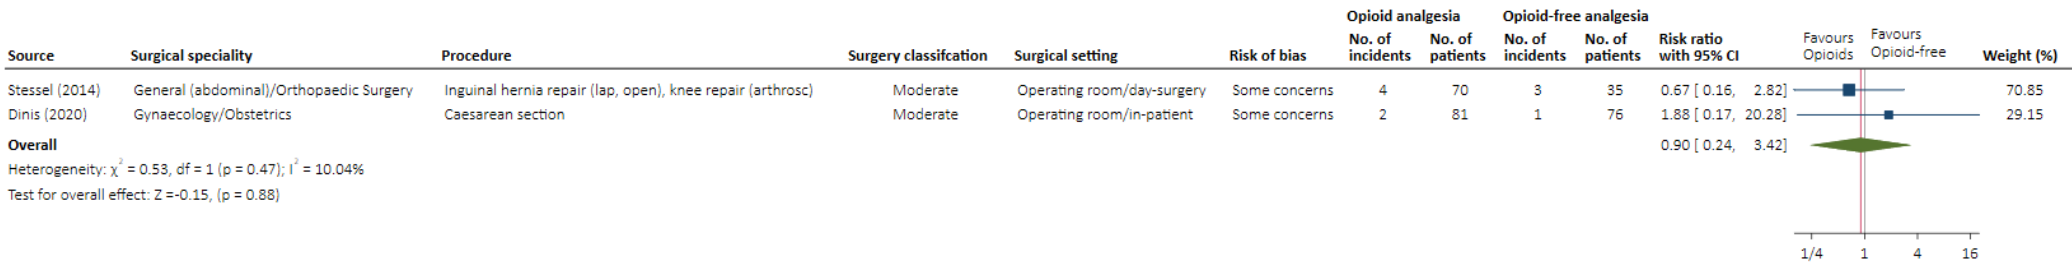 Opioid analgesia Opioid-free analgesia
Source Surgical speciality Procedure Surgery classifcation Surgical setting Risk of bias No. of incidents No. of patients No. of incidents No. of patients Risk ratio with 95% CI Favours Opioids Favours Opioid-free Weight (%)
Stessel (2014) General (abdominal)/Orthopaedic Surgery Inguinal hernia repair (lap, open), knee repair (arthrosc) Moderate Operating room/day-surgery Some concerns 4 70 3 35 0.67 [ 0.16, 2.82] 70.85
Dinis (2020) Gynaecology/Obstetrics Caesarean section Moderate Operating room/in-patient Some concerns 2 81 1 76 1.88 [ 0.17, 20.28] 29.15
Overall 0.90 [ 0.24, 3.42]
Heterogeneity: χ² = 0.53, df = 1 (p = 0.47); I² = 10.04%
Test for overall effect: Z =-0.15, (p = 0.88)
1/4 1 4 16